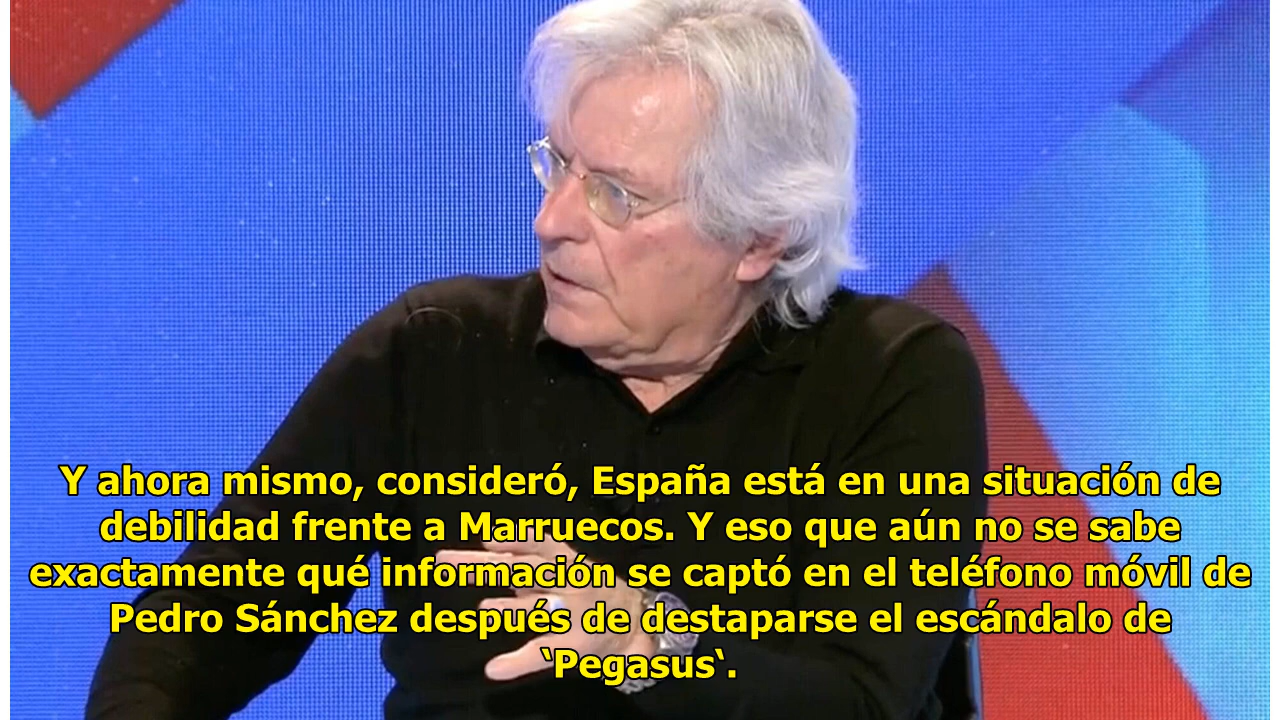 Y ahora mismo, consideró, España está en una situación de
debilidad frente a Marruecos. Y eso que aún no se sabe
exactamente qué información se captó en el teléfono móvil de
Pedro Sánchez después de destaparse el escándalo de
‘Pegasus‘.